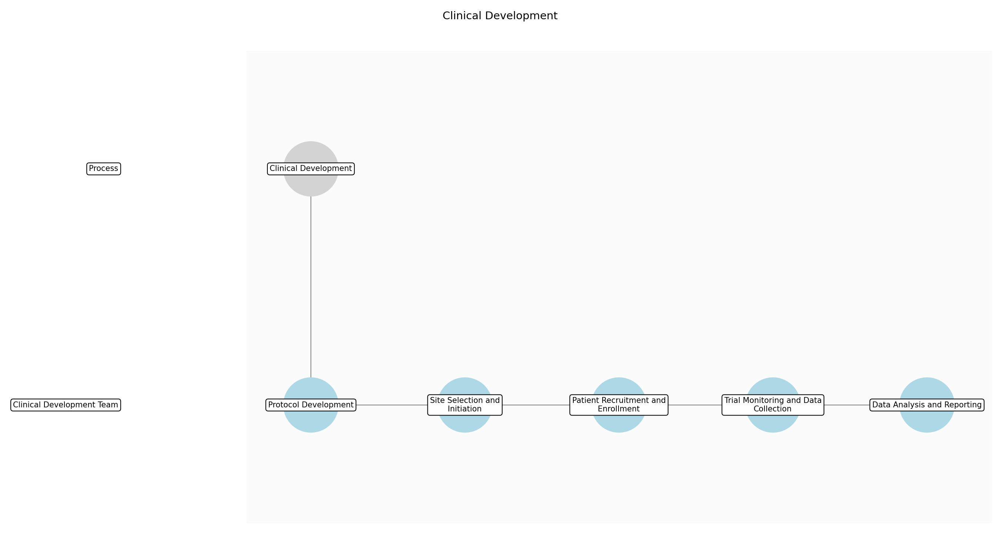 Clinical Development
Process
Clinical Development
Clinical Development Team
Protocol Development
Site Selection and
Initiation
Patient Recruitment and
Enrollment
Trial Monitoring and Data
Collection
Data Analysis and Reporting